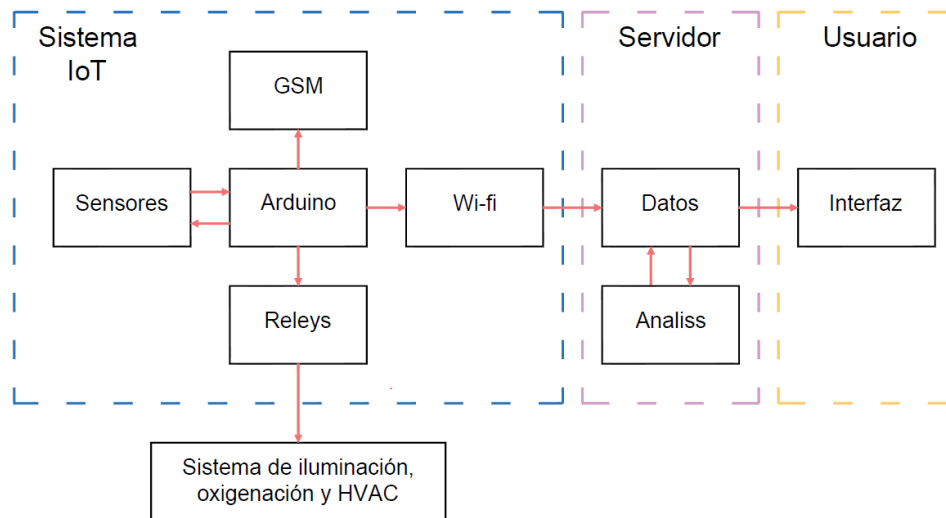 Sistema
IoT
Servidor
Usuario
GSM
Sensores
Arduino
Wi-fi
Datos
Interfaz
Releys
Analiss
Sistema de iluminación,
oxigenación y HVAC